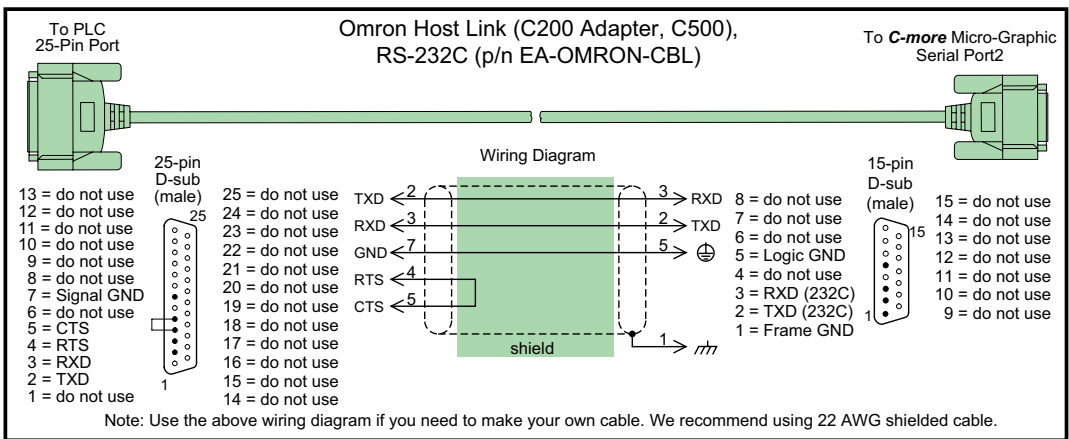 To PLC
25-Pin Port
Omron Host Link (C200 Adapter, C500),
RS-232C (p/n EA-OMRON-CBL)
To C-more Micro-Graphic
Serial Port2
25-pin
D-sub
(male)
25
1
13 = do not use
12 = do not use
11 = do not use
10 = do not use
9 = do not use
8 = do not use
7 = Signal GND
6 = do not use
5 = CTS
4 = RTS
3 = RXD
2 = TXD
1 = do not use
25 = do not use
24 = do not use
23 = do not use
22 = do not use
21 = do not use
20 = do not use
19 = do not use
18 = do not use
17 = do not use
16 = do not use
15 = do not use
14 = do not use
Wiring Diagram
TXD 2 3 RXD
RXD 3 2 TXD
GND 7 5
RTS 4
CTS 5
shield
1
8 = do not use
7 = do not use
6 = do not use
5 = Logic GND
4 = do not use
3 = RXD (232C)
2 = TXD (232C)
1 = Frame GND
15-pin
D-sub
(male)
15
1
15 = do not use
14 = do not use
13 = do not use
12 = do not use
11 = do not use
10 = do not use
9 = do not use
Note: Use the above wiring diagram if you need to make your own cable. We recommend using 22 AWG shielded cable.